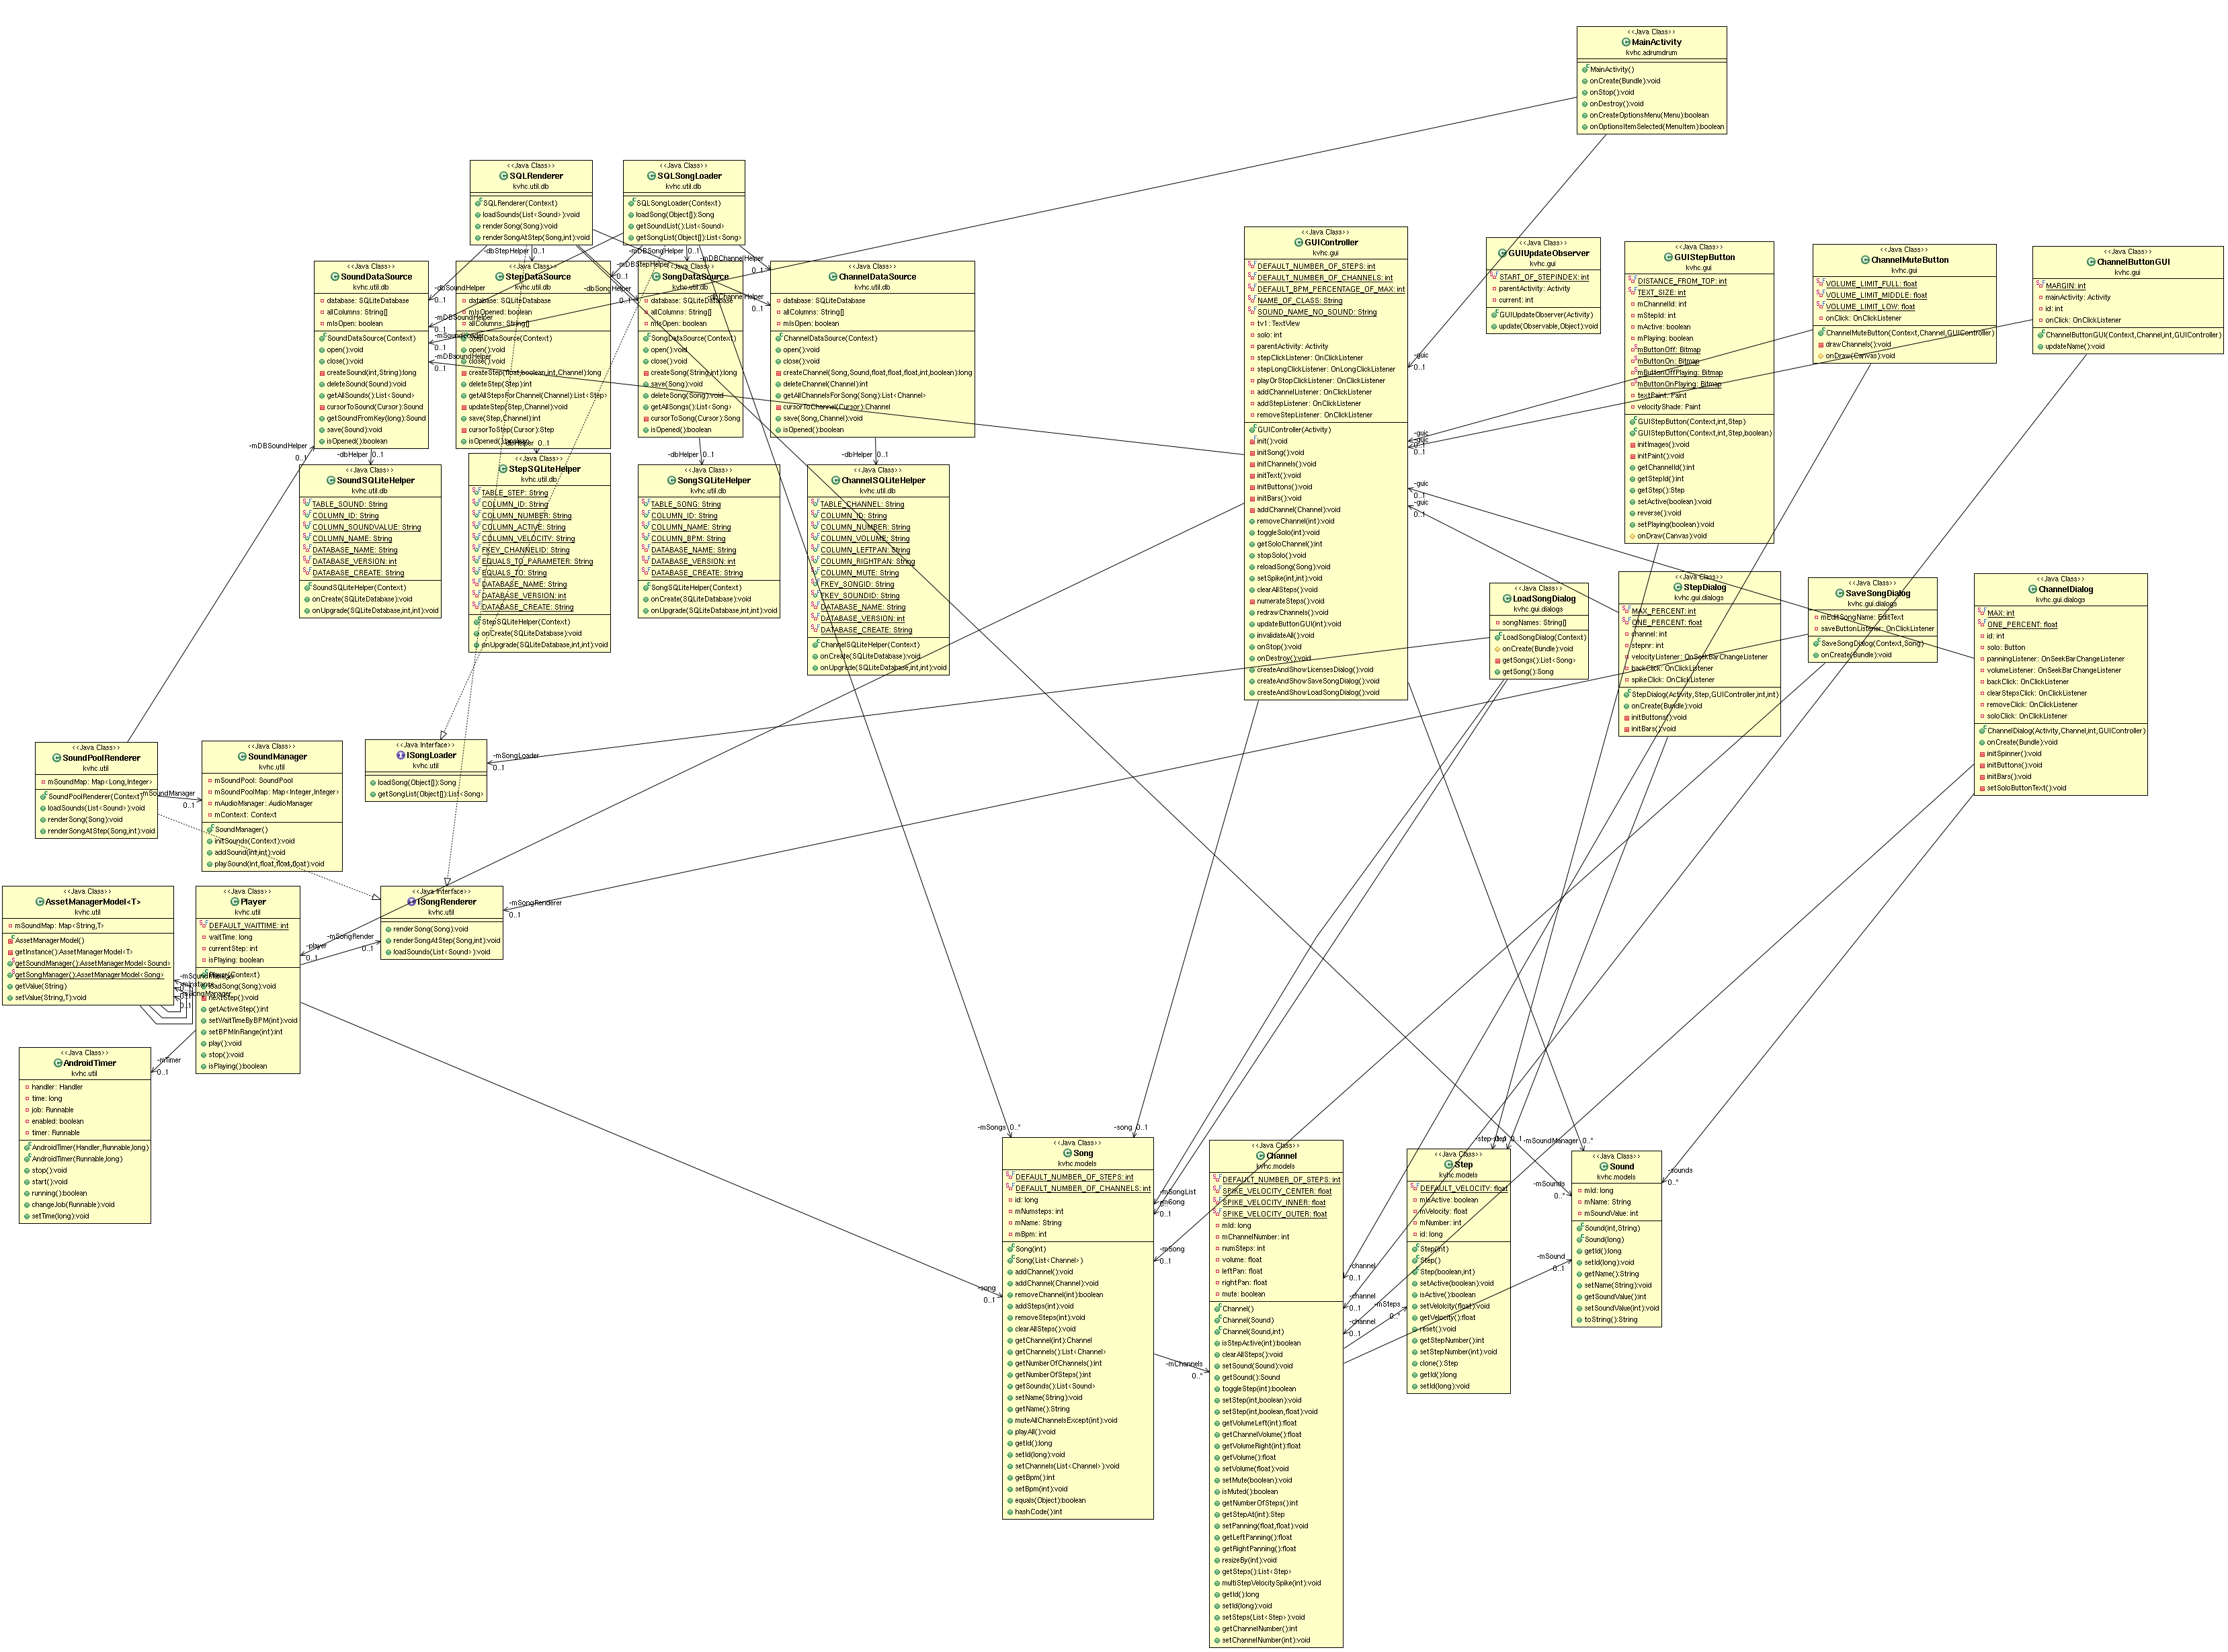 <<Java Class>>
MainActivity
kvhc.adrumdrum
MainActivity()
onCreate(Bundle):void
onStop():void
onDestroy():void
onCreateOptionsMenu(Menu):boolean
onOptionsItemSelected(MenuItem):boolean
<<Java Class>>
SQLRenderer
kvhc.util.db
SQLRenderer(Context)
loadSounds(List<Sound>):void
renderSong(Song):void
renderSongAtStep(Song,int):void
<<Java Class>>
SQLSongLoader
kvhc.util.db
SQLSongLoader(Context)
loadSong(Object[]):Song
getSoundList():List<Sound>
getSongList(Object[]):List<Song>
-dbStepHelper 0..1
-mDBSongHelper 0..1
-mDBStepHelper
0..1
-mDBChannelHelper
0..1
-dbSoundHelper
0..1
-dbSongHelper
0..1
-dbChannelHelper
0..1
-mDBSoundHelper
0..1
0..1
-mDBsoundHelper
0..1
<<Java Class>>
SoundDataSource
kvhc.util.db
database: SQLiteDatabase
allColumns: String[]
mIsOpen: boolean
SoundDataSource(Context)
open():void
close():void
createSound(int,String):long
deleteSound(Sound):void
getAllSounds():List<Sound>
cursorToSound(Cursor):Sound
getSoundFromKey(long):Sound
save(Sound):void
isOpened():boolean
<<Java Class>>
StepDataSource
kvhc.util.db
database: SQLiteDatabase
mIsOpened: boolean
allColumns: String[]
StepDataSource(Context)
open():void
close():void
createStep(float,boolean,int,Channel):long
deleteStep(Step):int
getAllStepsForChannel(Channel):List<Step>
updateStep(Step,Channel):void
save(Step,Channel):int
cursorToStep(Cursor):Step
isOpened():boolean
<<Java Class>>
SongDataSource
kvhc.util.db
database: SQLiteDatabase
allColumns: String[]
mIsOpen: boolean
SongDataSource(Context)
open():void
close():void
createSong(String,int):long
save(Song):void
deleteSong(Song):void
getAllSongs():List<Song>
cursorToSong(Cursor):Song
isOpened():boolean
<<Java Class>>
ChannelDataSource
kvhc.util.db
database: SQLiteDatabase
allColumns: String[]
mIsOpen: boolean
ChannelDataSource(Context)
open():void
close():void
createChannel(Song,Sound,float,float,float,int,boolean):long
deleteChannel(Channel):int
getAllChannelsForSong(Song):List<Channel>
cursorToChannel(Cursor):Channel
save(Song,Channel):void
isOpened():boolean
-mDBSoundHelper
0..1
-dbHelper 0..1
-dbHelper 0..1
-dbHelper 0..1
-dbHelper 0..1
<<Java Class>>
SoundSQLiteHelper
kvhc.util.db
TABLE_SOUND: String
COLUMN_ID: String
COLUMN_SOUNDVALUE: String
COLUMN_NAME: String
DATABASE_NAME: String
DATABASE_VERSION: int
DATABASE_CREATE: String
SoundSQLiteHelper(Context)
onCreate(SQLiteDatabase):void
onUpgrade(SQLiteDatabase,int,int):void
<<Java Class>>
StepSQLiteHelper
kvhc.util.db
TABLE_STEP: String
COLUMN_ID: String
COLUMN_NUMBER: String
COLUMN_ACTIVE: String
COLUMN_VELOCITY: String
FKEY_CHANNELID: String
EQUALS_TO_PARAMETER: String
EQUALS_TO: String
DATABASE_NAME: String
DATABASE_VERSION: int
DATABASE_CREATE: String
StepSQLiteHelper(Context)
onCreate(SQLiteDatabase):void
onUpgrade(SQLiteDatabase,int,int):void
<<Java Class>>
SongSQLiteHelper
kvhc.util.db
TABLE_SONG: String
COLUMN_ID: String
COLUMN_NAME: String
COLUMN_BPM: String
DATABASE_NAME: String
DATABASE_VERSION: int
DATABASE_CREATE: String
SongSQLiteHelper(Context)
onCreate(SQLiteDatabase):void
onUpgrade(SQLiteDatabase,int,int):void
<<Java Class>>
ChannelSQLiteHelper
kvhc.util.db
TABLE_CHANNEL: String
COLUMN_ID: String
COLUMN_NUMBER: String
COLUMN_VOLUME: String
COLUMN_LEFTPAN: String
COLUMN_RIGHTPAN: String
COLUMN_MUTE: String
FKEY_SONGID: String
FKEY_SOUNDID: String
DATABASE_NAME: String
DATABASE_VERSION: int
DATABASE_CREATE: String
ChannelSQLiteHelper(Context)
onCreate(SQLiteDatabase):void
onUpgrade(SQLiteDatabase,int,int):void
<<Java Class>>
GUIController
kvhc.gui
DEFAULT_NUMBER_OF_STEPS: int
DEFAULT_NUMBER_OF_CHANNELS: int
DEFAULT_BPM_PERCENTAGE_OF_MAX: int
NAME_OF_CLASS: String
SOUND_NAME_NO_SOUND: String
tv1: TextView
solo: int
parentActivity: Activity
stepClickListener: OnClickListener
stepLongClickListener: OnLongClickListener
playOrStopClickListener: OnClickListener
addChannelListener: OnClickListener
addStepListener: OnClickListener
removeStepListener: OnClickListener
GUIController(Activity)
init():void
initSong():void
initChannels():void
initText():void
initButtons():void
initBars():void
addChannel(Channel):void
removeChannel(int):void
toggleSolo(int):void
getSoloChannel():int
stopSolo():void
reloadSong(Song):void
setSpike(int,int):void
clearAllSteps():void
numerateSteps():void
redrawChannels():void
updateButtonGUI(int):void
invalidateAll():void
onStop():void
onDestroy():void
createAndShowLicensesDialog():void
createAndShowSaveSongDialog():void
createAndShowLoadSongDialog():void
-guic
0..1
-guic
-guic
0..1
-guic
0..1
-guic
0..1
<<Java Class>>
GUIUpdateObserver
kvhc.gui
START_OF_STEPINDEX: int
parentActivity: Activity
current: int
GUIUpdateObserver(Activity)
update(Observable,Object):void
<<Java Class>>
GUIStepButton
kvhc.gui
DISTANCE_FROM_TOP: int
TEXT_SIZE: int
mChannelId: int
mStepId: int
mActive: boolean
mPlaying: boolean
mButtonOff: Bitmap
mButtonOn: Bitmap
mButtonOffPlaying: Bitmap
mButtonOnPlaying: Bitmap
textPaint: Paint
velocityShade: Paint
GUIStepButton(Context,int,Step)
GUIStepButton(Context,int,Step,boolean)
initImages():void
initPaint():void
getChannelId():int
getStepId():int
getStep():Step
setActive(boolean):void
reverse():void
setPlaying(boolean):void
onDraw(Canvas):void
<<Java Class>>
ChannelMuteButton
kvhc.gui
VOLUME_LIMIT_FULL: float
VOLUME_LIMIT_MIDDLE: float
VOLUME_LIMIT_LOW: float
onClick: OnClickListener
ChannelMuteButton(Context,Channel,GUIController)
drawChannels():void
onDraw(Canvas):void
<<Java Class>>
ChannelButtonGUI
kvhc.gui
MARGIN: int
mainActivity: Activity
id: int
onClick: OnClickListener
ChannelButtonGUI(Context,Channel,int,GUIController)
updateName():void
<<Java Class>>
LoadSongDialog
kvhc.gui.dialogs
songNames: String[]
LoadSongDialog(Context)
onCreate(Bundle):void
getSongs():List<Song>
getSong():Song
<<Java Class>>
StepDialog
kvhc.gui.dialogs
MAX_PERCENT: int
ONE_PERCENT: float
channel: int
stepnr: int
velocityListener: OnSeekBarChangeListener
backClick: OnClickListener
spikeClick: OnClickListener
StepDialog(Activity,Step,GUIController,int,int)
onCreate(Bundle):void
initButtons():void
initBars():void
<<Java Class>>
SaveSongDialog
kvhc.gui.dialogs
mEditSongName: EditText
saveButtonListener: OnClickListener
SaveSongDialog(Context,Song)
onCreate(Bundle):void
<<Java Class>>
ChannelDialog
kvhc.gui.dialogs
MAX: int
ONE_PERCENT: float
id: int
solo: Button
panningListener: OnSeekBarChangeListener
volumeListener: OnSeekBarChangeListener
backClick: OnClickListener
clearStepsClick: OnClickListener
removeClick: OnClickListener
soloClick: OnClickListener
ChannelDialog(Activity,Channel,int,GUIController)
onCreate(Bundle):void
initSpinner():void
initButtons():void
initBars():void
setSoloButtonText():void
<<Java Class>>
SoundPoolRenderer
kvhc.util
mSoundMap: Map<Long,Integer>
SoundPoolRenderer(Context)
loadSounds(List<Sound>):void
renderSong(Song):void
renderSongAtStep(Song,int):void
-mSoundManager
0..1
<<Java Class>>
SoundManager
kvhc.util
mSoundPool: SoundPool
mSoundPoolMap: Map<Integer,Integer>
mAudioManager: AudioManager
mContext: Context
SoundManager()
initSounds(Context):void
addSound(int,int):void
playSound(int,float,float,float):void
<<Java Interface>>
ISongLoader
kvhc.util
loadSong(Object[]):Song
getSongList(Object[]):List<Song>
-mSongLoader
0..1
<<Java Class>>
AssetManagerModel<T>
kvhc.util
mSoundMap: Map<String,T>
AssetManagerModel()
getInstance():AssetManagerModel<T>
getSoundManager():AssetManagerModel<Sound>
getSongManager():AssetManagerModel<Song>
getValue(String)
setValue(String,T):void
<<Java Class>>
Player
kvhc.util
DEFAULT_WAITTIME: int
waitTime: long
currentStep: int
isPlaying: boolean
Player(Context)
loadSong(Song):void
nextStep():void
getActiveStep():int
setWaitTimeByBPM(int):void
setBPMInRange(int):int
play():void
stop():void
isPlaying():boolean
-player
0..1
-mSongRender
0..1
<<Java Interface>>
ISongRenderer
kvhc.util
renderSong(Song):void
renderSongAtStep(Song,int):void
loadSounds(List<Sound>):void
-mSongRenderer
0..1
-mTimer
0..1
<<Java Class>>
AndroidTimer
kvhc.util
handler: Handler
time: long
job: Runnable
enabled: boolean
timer: Runnable
AndroidTimer(Handler,Runnable,long)
AndroidTimer(Runnable,long)
stop():void
start():void
running():boolean
changeJob(Runnable):void
setTime(long):void
-mSongs 0..*
-song 0..1
-song
0..1
<<Java Class>>
Song
kvhc.models
DEFAULT_NUMBER_OF_STEPS: int
DEFAULT_NUMBER_OF_CHANNELS: int
id: long
mNumsteps: int
mName: String
mBpm: int
Song(int)
Song(List<Channel>)
addChannel():void
addChannel(Channel):void
removeChannel(int):boolean
addSteps(int):void
removeSteps(int):void
clearAllSteps():void
getChannel(int):Channel
getChannels():List<Channel>
getNumberOfChannels():int
getNumberOfSteps():int
getSounds():List<Sound>
setName(String):void
getName():String
muteAllChannelsExcept(int):void
playAll():void
getId():long
setId(long):void
setChannels(List<Channel>):void
getBpm():int
setBpm(int):void
equals(Object):boolean
hashCode():int
-mSongList
-mSong
0..1
-mSong
0..1
-mChannels
0..*
<<Java Class>>
Channel
kvhc.models
DEFAULT_NUMBER_OF_STEPS: int
SPIKE_VELOCITY_CENTER: float
SPIKE_VELOCITY_INNER: float
SPIKE_VELOCITY_OUTER: float
mId: long
mChannelNumber: int
numSteps: int
volume: float
leftPan: float
rightPan: float
mute: boolean
Channel()
Channel(Sound)
Channel(Sound,int)
isStepActive(int):boolean
clearAllSteps():void
setSound(Sound):void
getSound():Sound
toggleStep(int):boolean
setStep(int,boolean):void
setStep(int,boolean,float):void
getVolumeLeft(int):float
getChannelVolume():float
getVolumeRight(int):float
getVolume():float
setVolume(float):void
setMute(boolean):void
isMuted():boolean
getNumberOfSteps():int
getStepAt(int):Step
setPanning(float,float):void
getLeftPanning():float
getRightPanning():float
resizeBy(int):void
getSteps():List<Step>
multiStepVelocitySpike(int):void
getId():long
setId(long):void
setSteps(List<Step>):void
getChannelNumber():int
setChannelNumber(int):void
-channel
0..1
-channel
0..1
-channel
0..1
-mSteps
0..*
-step
0..1
<<Java Class>>
Step
kvhc.models
DEFAULT_VELOCITY: float
mIsActive: boolean
mVelocity: float
mNumber: int
id: long
Step(int)
Step()
Step(boolean,int)
setActive(boolean):void
isActive():boolean
setVelolcity(float):void
getVelocity():float
reset():void
getStepNumber():int
setStepNumber(int):void
clone():Step
getId():long
setId(long):void
-mSoundManager 0..*
-mSounds
0..*
-mSound
0..1
-sounds
0..*
<<Java Class>>
Sound
kvhc.models
mId: long
mName: String
mSoundValue: int
Sound(int,String)
Sound(long)
getId():long
setId(long):void
getName():String
setName(String):void
getSoundValue():int
setSoundValue(int):void
toString():String